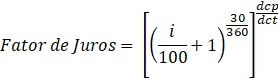 Fator de Juros = [(i/100 + 1)^(30/360)]^(dcp/dct)